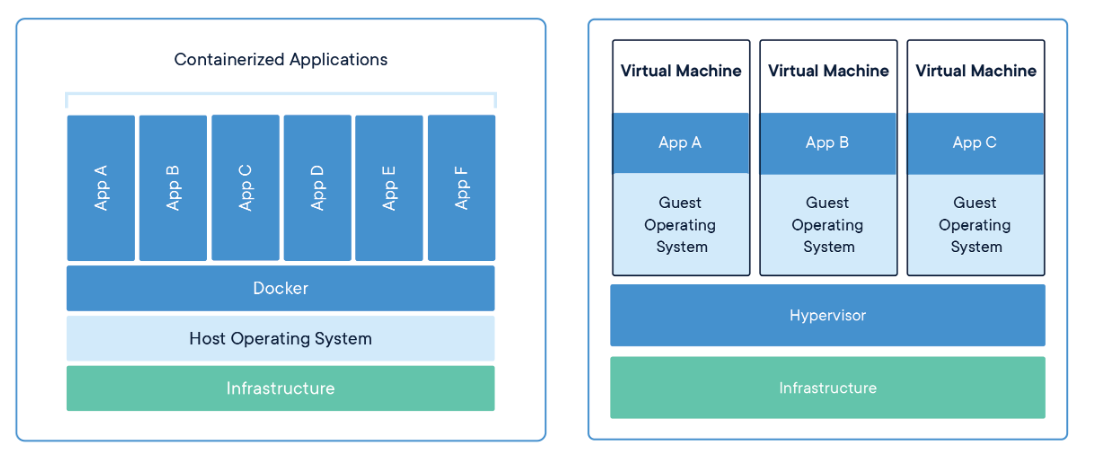 Containerized Applications
App A
App B
App C
App D
App E
App F
Docker
Host Operating System
Infrastructure
Virtual Machine
App A
Guest
Operating
System
Virtual Machine
App B
Guest
Operating
System
Virtual Machine
App C
Guest
Operating
System
Hypervisor
Infrastructure